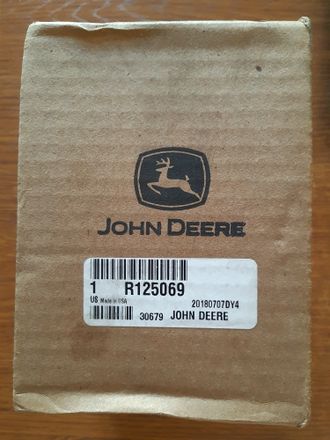 JOHN DEERE
1 R125069
US Made in USA 20180707DY4
30679 JOHN DEERE